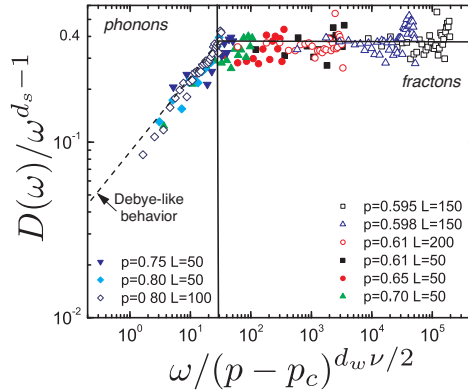 phonons
fractons
0.4
10^-1
10^-2
D(ω)/ω^{d_s−1}
Debye-like
behavior
p=0.75 L=50
p=0.80 L=50
p=0.80 L=100
p=0.595 L=150
p=0.598 L=150
p=0.61 L=200
p=0.61 L=50
p=0.65 L=50
p=0.70 L=50
10^0 10^1 10^2 10^3 10^4 10^5
ω/(p − p_c)^{d_w ν/2}